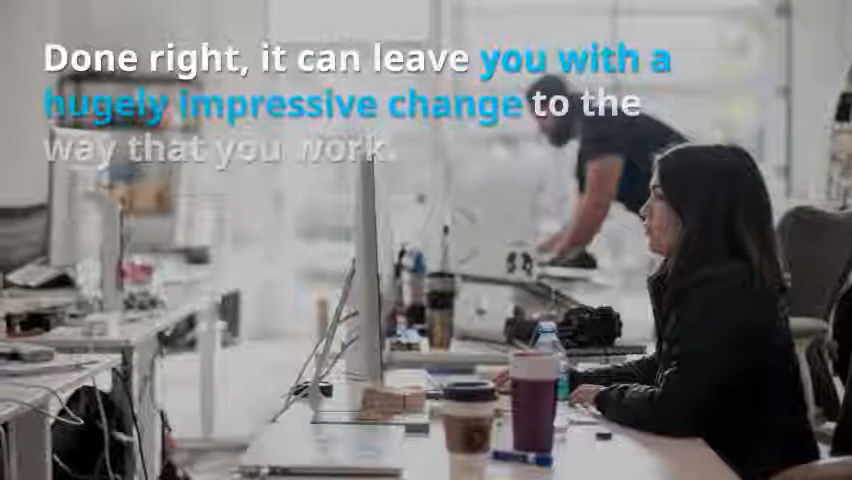 Done right, it can leave you with a
hugely impressive change to the
way that you work.